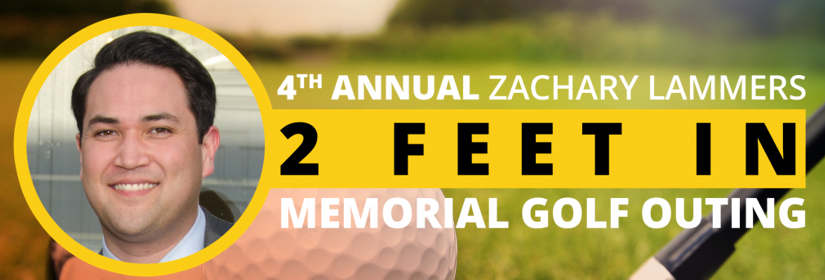 4TH ANNUAL ZACHARY LAMMERS
2 FEET IN
MEMORIAL GOLF OUTING